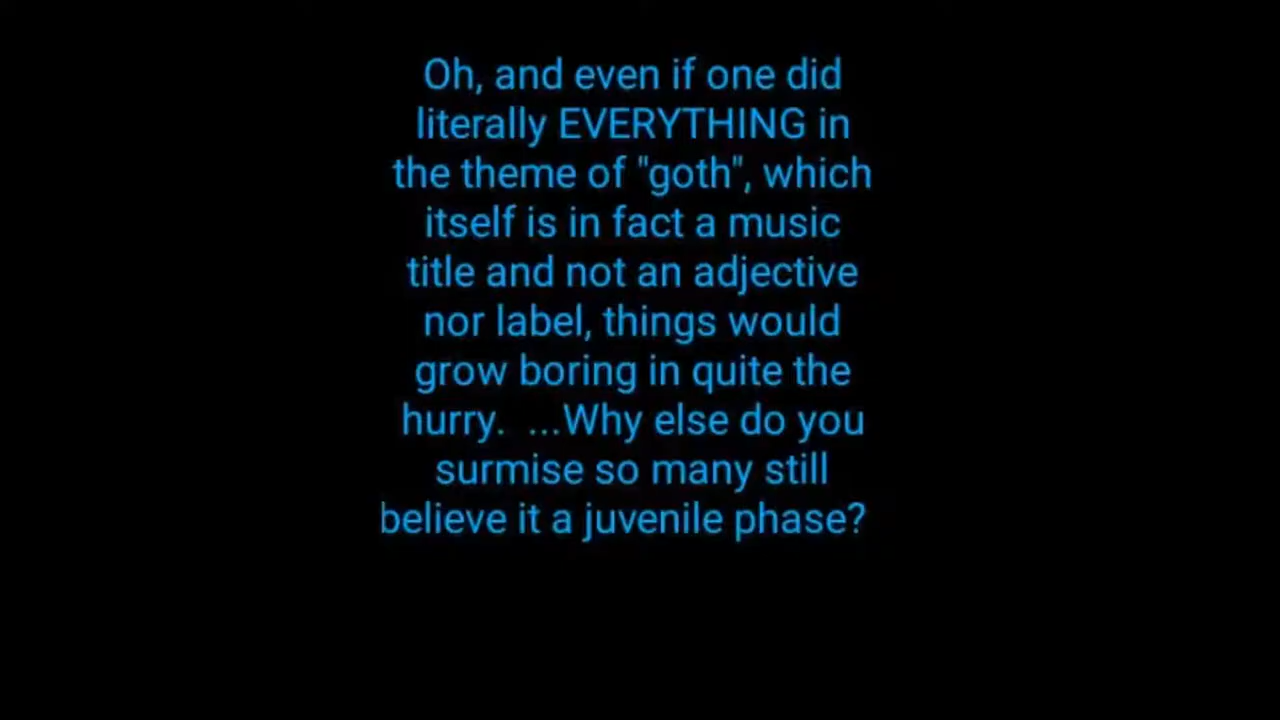 Oh, and even if one did
literally EVERYTHING in
the theme of "goth", which
itself is in fact a music
title and not an adjective
nor label, things would
grow boring in quite the
hurry.  ...Why else do you
surmise so many still
believe it a juvenile phase?